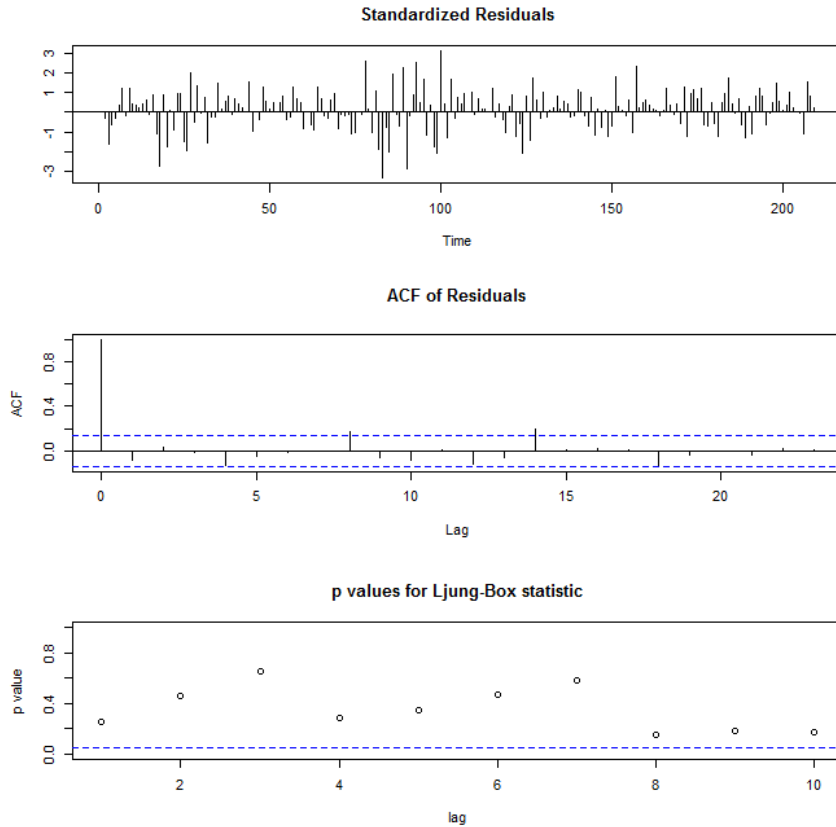 Standardized Residuals
3
2
1
-1
-3
0 50 100 150 200
Time
ACF of Residuals
ACF
0.8
0.4
0.0
0 5 10 15 20
Lag
p values for Ljung-Box statistic
p value
0.8
0.4
0.0
2 4 6 8 10
lag